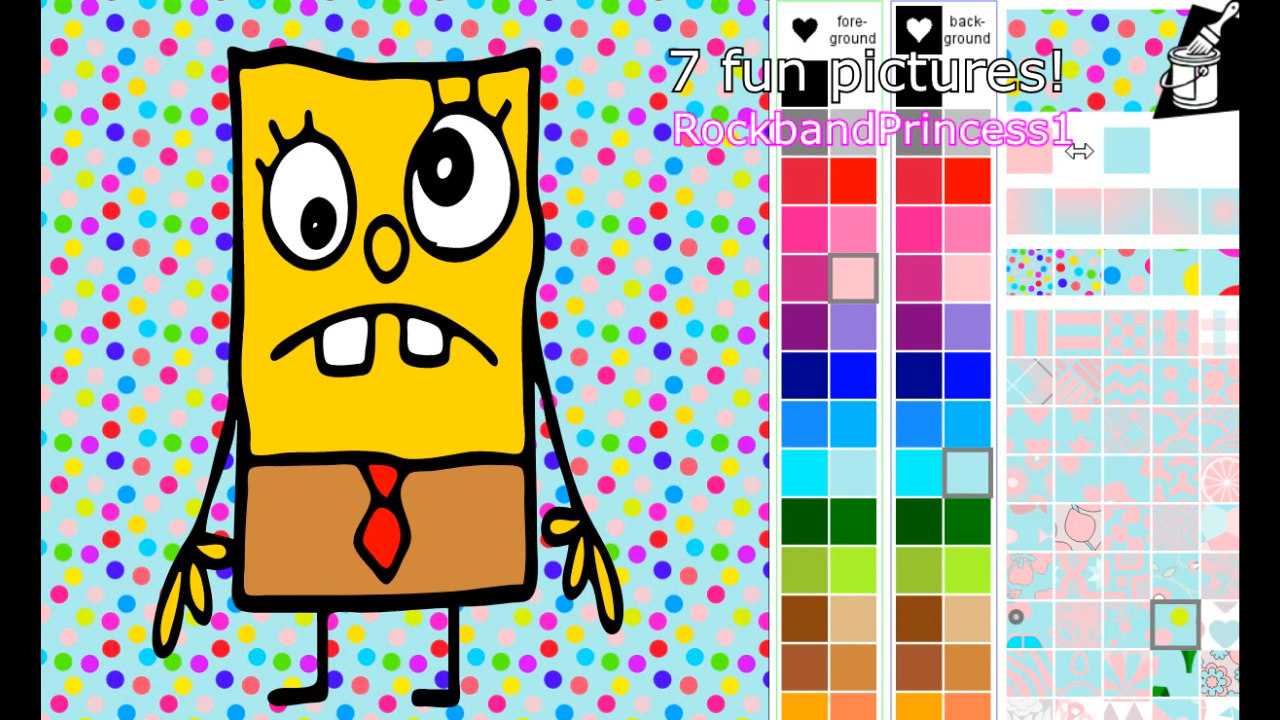 fore-
ground
back-
ground
7 fun pictures!
RockbandPrincess1